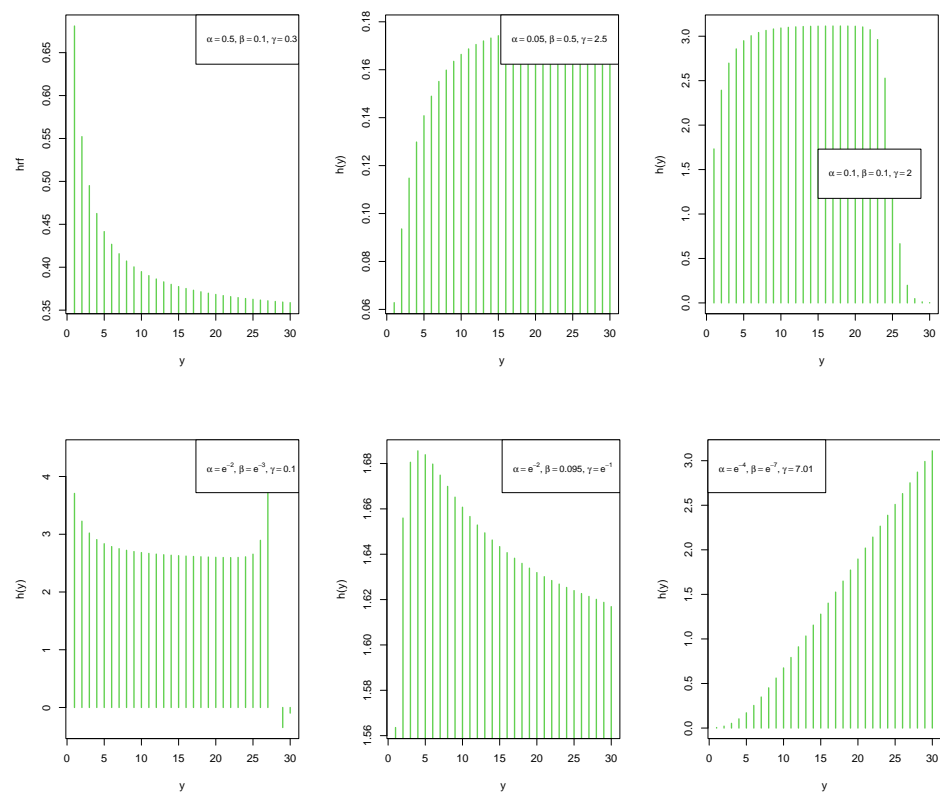 α = 0.5, β = 0.1, γ = 0.3
hrf
0.35 0.40 0.45 0.50 0.55 0.60 0.65
0 5 10 15 20 25 30
y
α = 0.05, β = 0.5, γ = 2.5
h(y)
0.06 0.08 0.10 0.12 0.14 0.16 0.18
0 5 10 15 20 25 30
y
α = 0.1, β = 0.1, γ = 2
h(y)
0.0 0.5 1.0 1.5 2.0 2.5 3.0
0 5 10 15 20 25 30
y
α = e⁻², β = e⁻³, γ = 0.1
h(y)
0 1 2 3 4
0 5 10 15 20 25 30
y
α = e⁻², β = 0.095, γ = e⁻¹
h(y)
1.56 1.58 1.60 1.62 1.64 1.66 1.68
0 5 10 15 20 25 30
y
α = e⁻⁴, β = e⁻⁷, γ = 7.01
h(y)
0.0 0.5 1.0 1.5 2.0 2.5 3.0
0 5 10 15 20 25 30
y